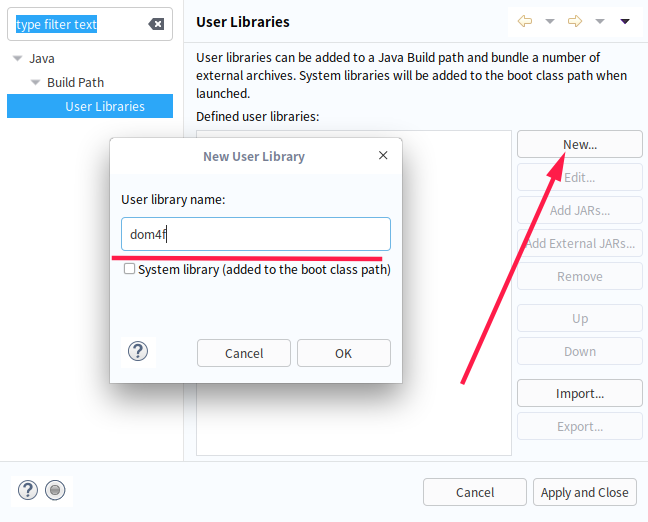 type filter text
Java
Build Path
User Libraries
User Libraries
User libraries can be added to a Java Build path and bundle a number of
external archives. System libraries will be added to the boot class path when
launched.
Defined user libraries:
New...
Edit...
Add JARs...
Add External JARs...
Remove
Up
Down
Import...
Export...
New User Library
User library name:
dom4f
System library (added to the boot class path)
Cancel
OK
Cancel
Apply and Close